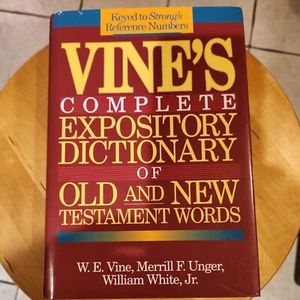 Keyed to Strong's
Reference Numbers
VINE'S
COMPLETE
EXPOSITORY
DICTIONARY
OF
OLD AND NEW
TESTAMENT WORDS
W. E. Vine, Merrill F. Unger,
William White, Jr.